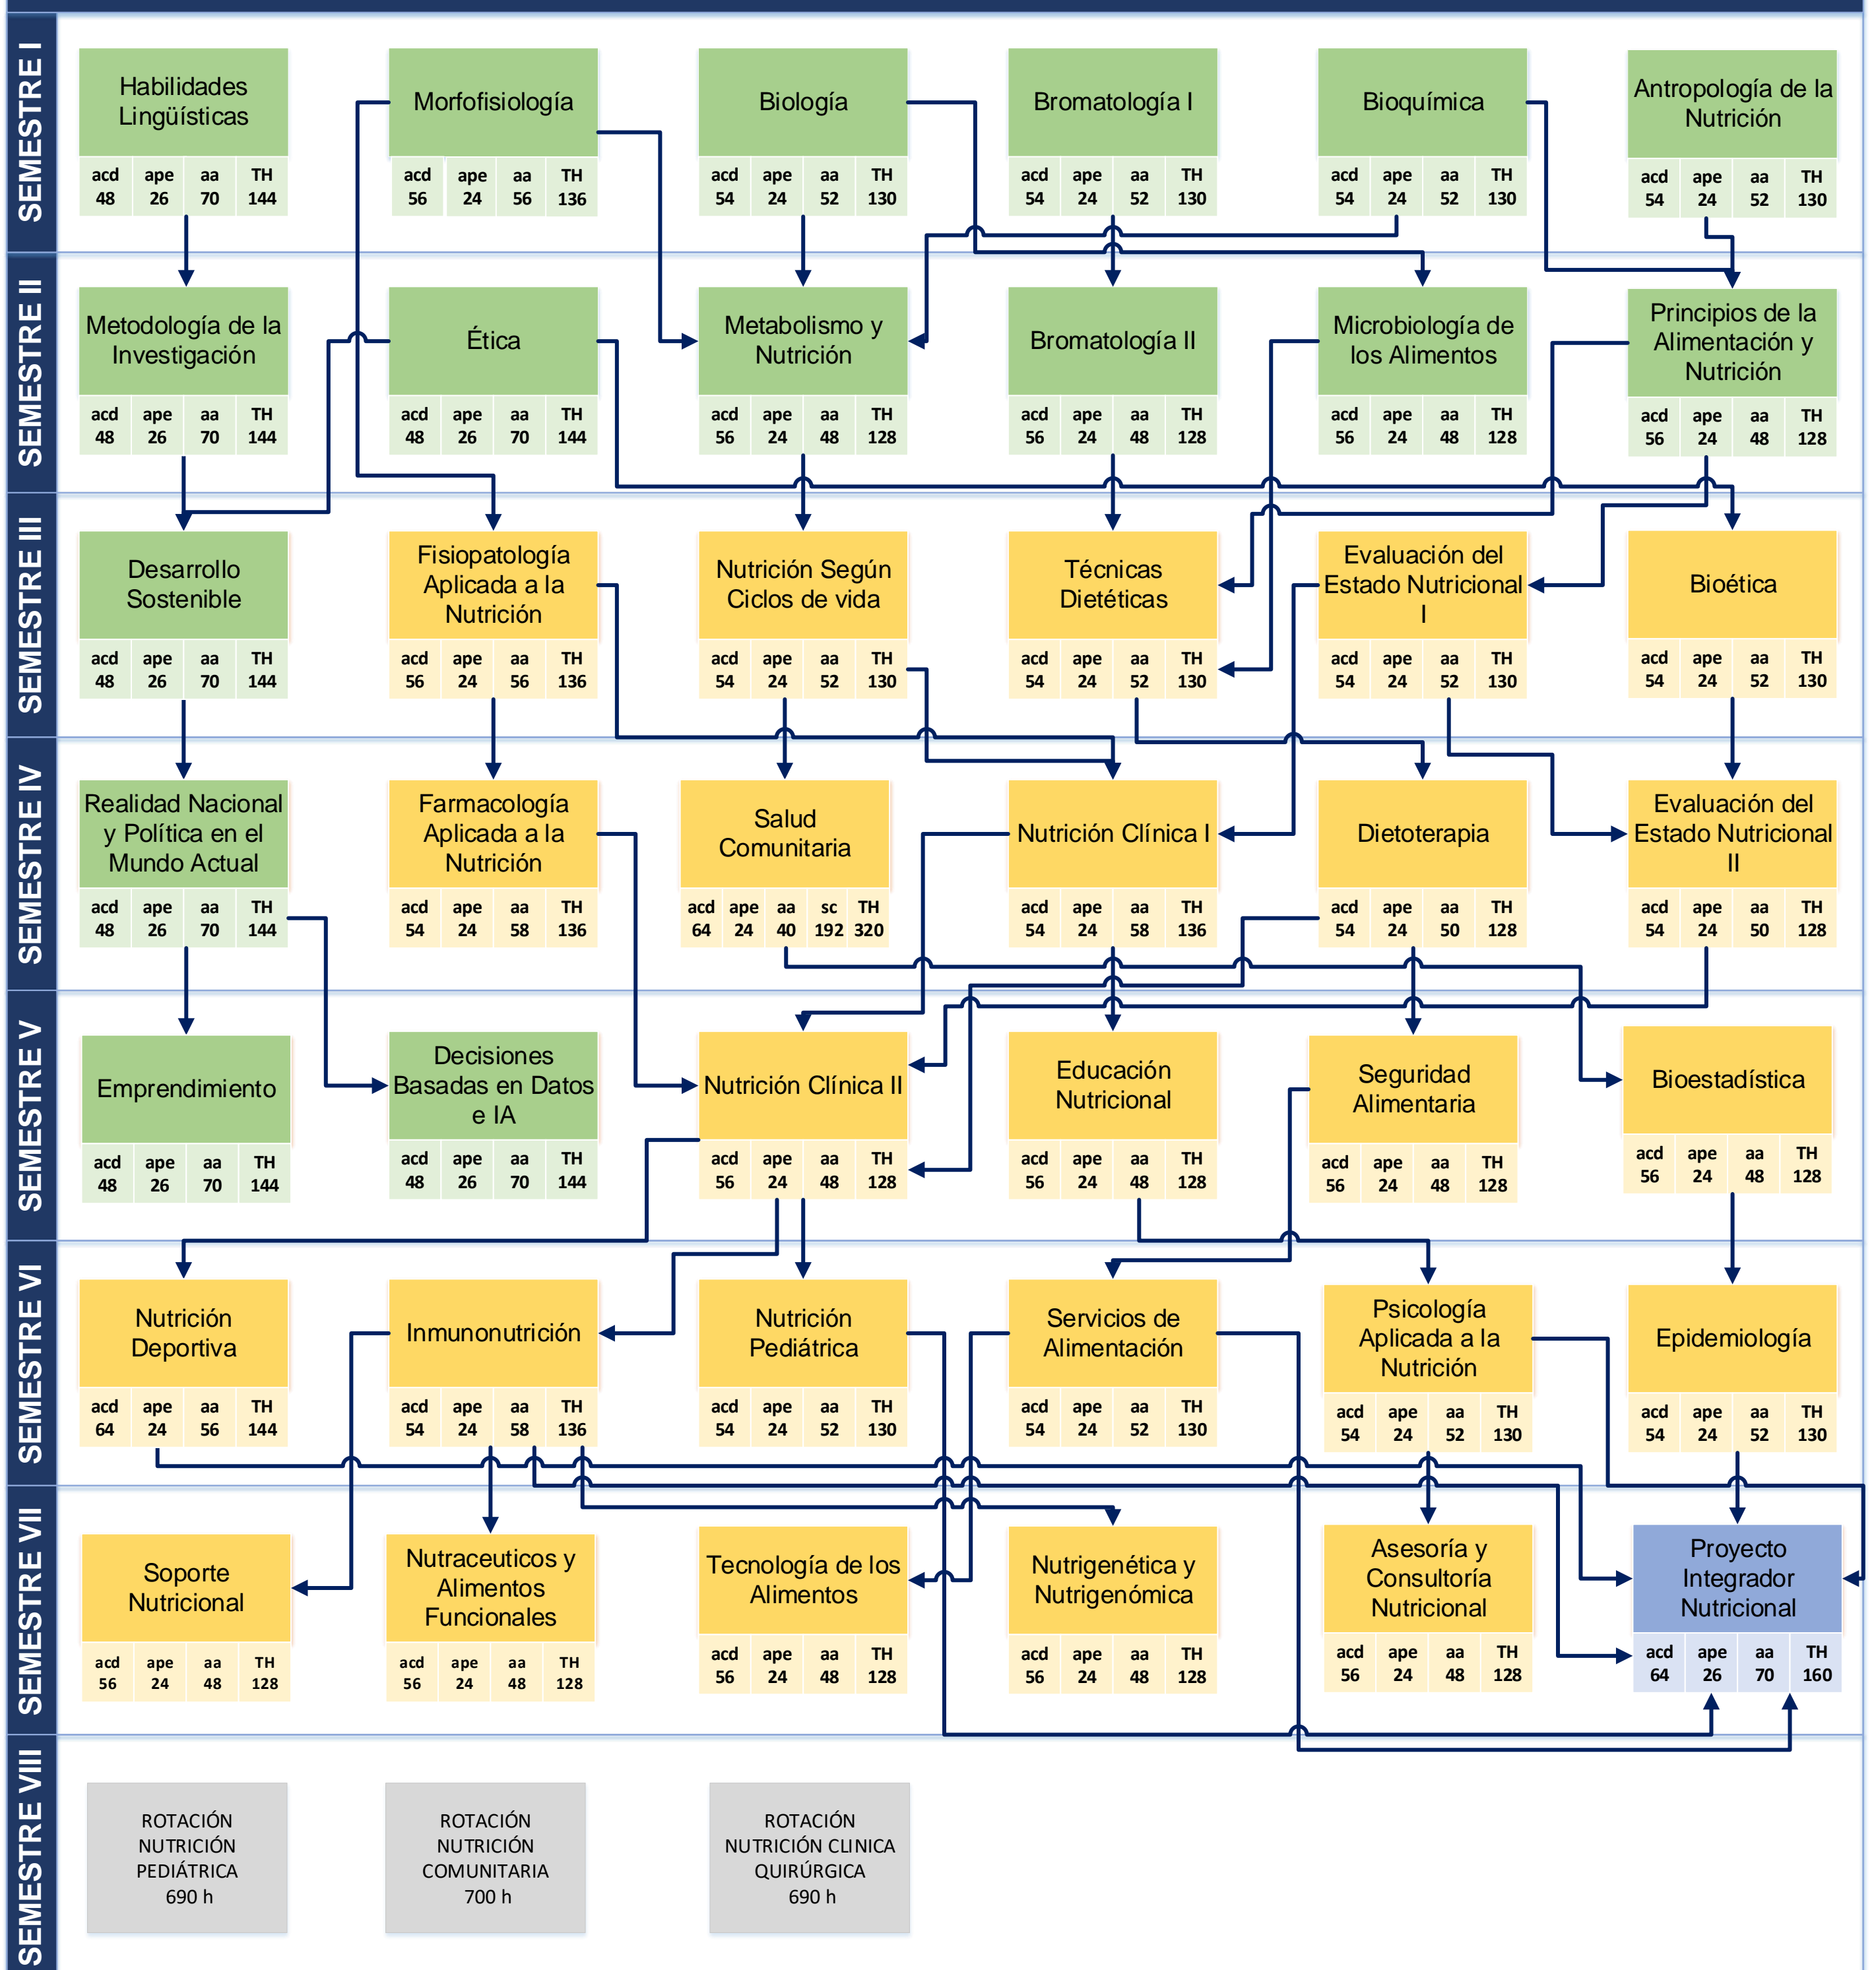 SEMESTRE I
Habilidades
Lingüísticas
acd ape aa TH
48 26 70 144
Morfofisiología
acd ape aa TH
56 24 56 136
Biología
acd ape aa TH
54 24 52 130
Bromatología I
acd ape aa TH
54 24 52 130
Bioquímica
acd ape aa TH
54 24 52 130
Antropología de la
Nutrición
acd ape aa TH
54 24 52 130
SEMESTRE II
Metodología de la
Investigación
acd ape aa TH
48 26 70 144
Ética
acd ape aa TH
48 26 70 144
Metabolismo y
Nutrición
acd ape aa TH
56 24 48 128
Bromatología II
acd ape aa TH
56 24 48 128
Microbiología de
los Alimentos
acd ape aa TH
56 24 48 128
Principios de la
Alimentación y
Nutrición
acd ape aa TH
56 24 48 128
SEMESTRE III
Desarrollo
Sostenible
acd ape aa TH
48 26 70 144
Fisiopatología
Aplicada a la
Nutrición
acd ape aa TH
56 24 56 136
Nutrición Según
Ciclos de vida
acd ape aa TH
54 24 52 130
Técnicas
Dietéticas
acd ape aa TH
54 24 52 130
Evaluación del
Estado Nutricional
I
acd ape aa TH
54 24 52 130
Bioética
acd ape aa TH
54 24 52 130
SEMESTRE IV
Realidad Nacional
y Política en el
Mundo Actual
acd ape aa TH
48 26 70 144
Farmacología
Aplicada a la
Nutrición
acd ape aa TH
54 24 58 136
Salud
Comunitaria
acd ape aa sc TH
64 24 40 192 320
Nutrición Clínica I
acd ape aa TH
54 24 58 136
Dietoterapia
acd ape aa TH
54 24 50 128
Evaluación del
Estado Nutricional
II
acd ape aa TH
54 24 50 128
SEMESTRE V
Emprendimiento
acd ape aa TH
48 26 70 144
Decisiones
Basadas en Datos
e IA
acd ape aa TH
48 26 70 144
Nutrición Clínica II
acd ape aa TH
56 24 48 128
Educación
Nutricional
acd ape aa TH
56 24 48 128
Seguridad
Alimentaria
acd ape aa TH
56 24 48 128
Bioestadística
acd ape aa TH
56 24 48 128
SEMESTRE VI
Nutrición
Deportiva
acd ape aa TH
64 24 56 144
Inmunonutrición
acd ape aa TH
54 24 58 136
Nutrición
Pediátrica
acd ape aa TH
54 24 52 130
Servicios de
Alimentación
acd ape aa TH
54 24 52 130
Psicología
Aplicada a la
Nutrición
acd ape aa TH
54 24 52 130
Epidemiología
acd ape aa TH
54 24 52 130
SEMESTRE VII
Soporte
Nutricional
acd ape aa TH
56 24 48 128
Nutraceuticos y
Alimentos
Funcionales
acd ape aa TH
56 24 48 128
Tecnología de los
Alimentos
acd ape aa TH
56 24 48 128
Nutrigenética y
Nutrigenómica
acd ape aa TH
56 24 48 128
Asesoría y
Consultoría
Nutricional
acd ape aa TH
56 24 48 128
Proyecto
Integrador
Nutricional
acd ape aa TH
64 26 70 160
SEMESTRE VIII
ROTACIÓN
NUTRICIÓN
PEDIÁTRICA
690 h
ROTACIÓN
NUTRICIÓN
COMUNITARIA
700 h
ROTACIÓN
NUTRICIÓN CLINICA
QUIRÚRGICA
690 h